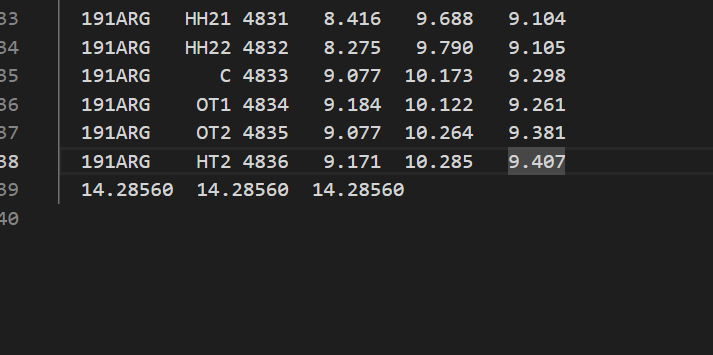 33 191ARG HH21 4831 8.416 9.688 9.104
34 191ARG HH22 4832 8.275 9.790 9.105
35 191ARG C 4833 9.077 10.173 9.298
36 191ARG OT1 4834 9.184 10.122 9.261
37 191ARG OT2 4835 9.077 10.264 9.381
38 191ARG HT2 4836 9.171 10.285 9.407
39 14.28560 14.28560 14.28560
40